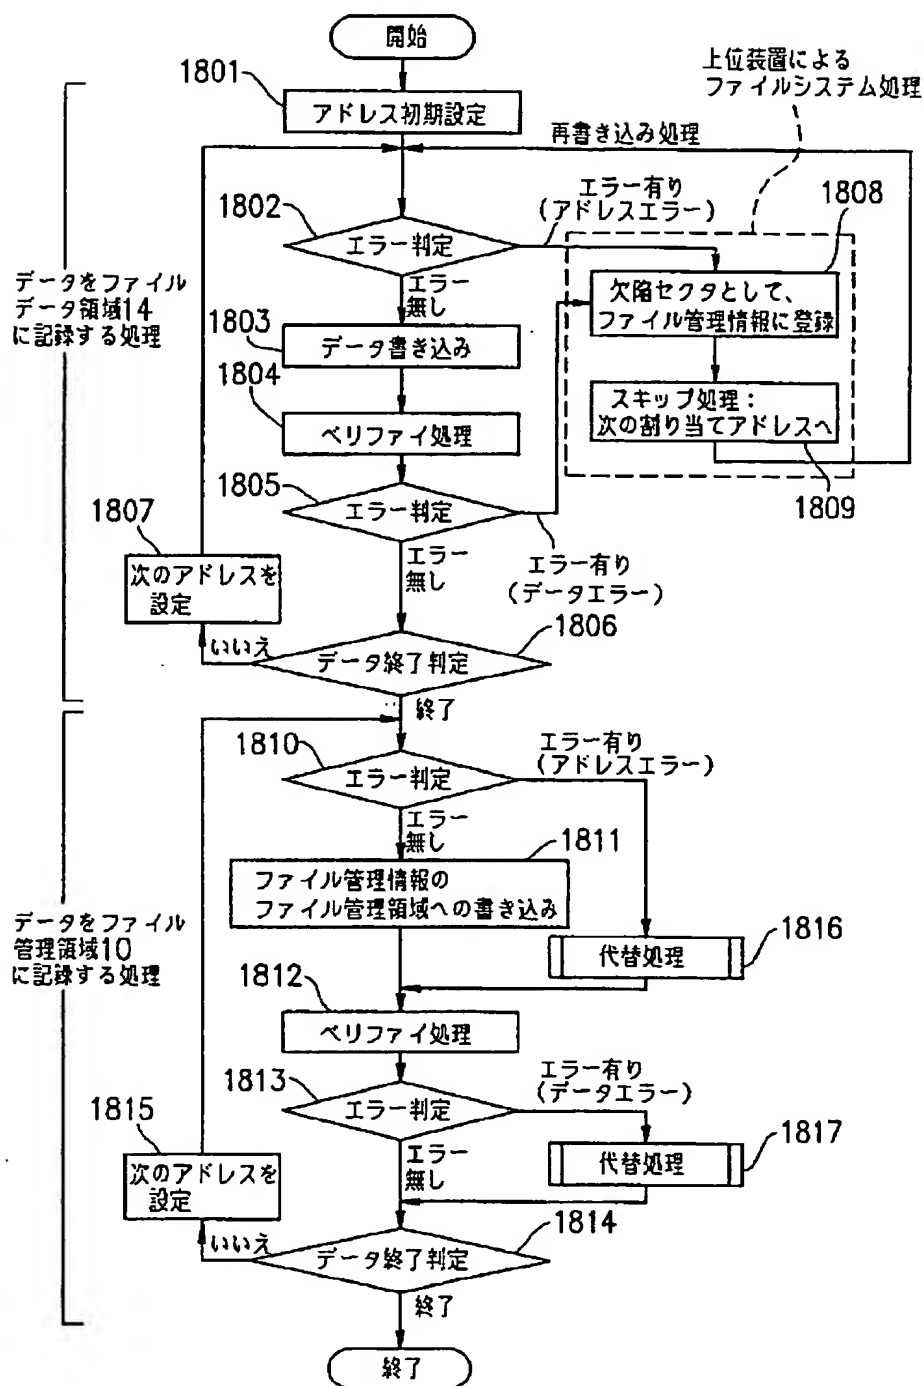 開始
上位装置による
ファイルシステム処理
1801
アドレス初期設定
再書き込み処理
エラー有り
(アドレスエラー)
1808
1802
エラー判定
データをファイル
データ領域14
に記録する処理
エラー
無し
欠陥セクタとして、
ファイル管理情報に登録
1803
データ書き込み
1804
ベリファイ処理
スキップ処理:
次の割り当てアドレスへ
1805
エラー判定
1809
1807
エラー
無し
エラー有り
(データエラー)
次のアドレスを
設定
1806
いいえ
データ終了判定
終了
1810
エラー有り
(アドレスエラー)
エラー判定
エラー
無し
1811
ファイル管理情報の
ファイル管理領域への書き込み
データをファイル
管理領域10
に記録する処理
1816
代替処理
1812
ベリファイ処理
1813
エラー有り
(データエラー)
エラー判定
1815
1817
エラー
無し
代替処理
次のアドレスを
設定
1814
いいえ
データ終了判定
終了
終了